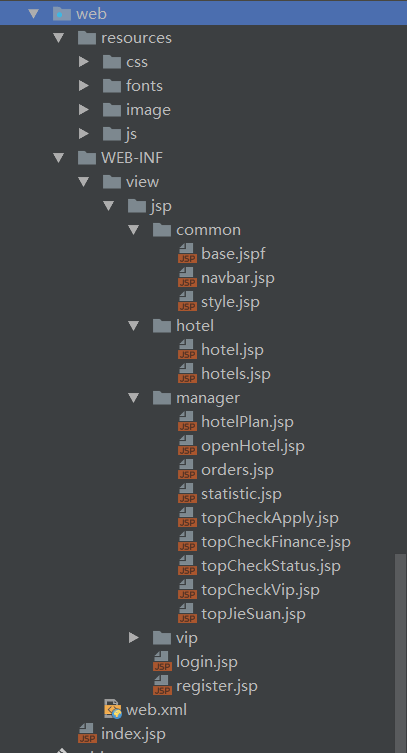 web
resources
css
fonts
image
js
WEB-INF
view
jsp
common
base.jspf
navbar.jsp
style.jsp
hotel
hotel.jsp
hotels.jsp
manager
hotelPlan.jsp
openHotel.jsp
orders.jsp
statistic.jsp
topCheckApply.jsp
topCheckFinance.jsp
topCheckStatus.jsp
topCheckVip.jsp
topJieSuan.jsp
vip
login.jsp
register.jsp
web.xml
index.jsp